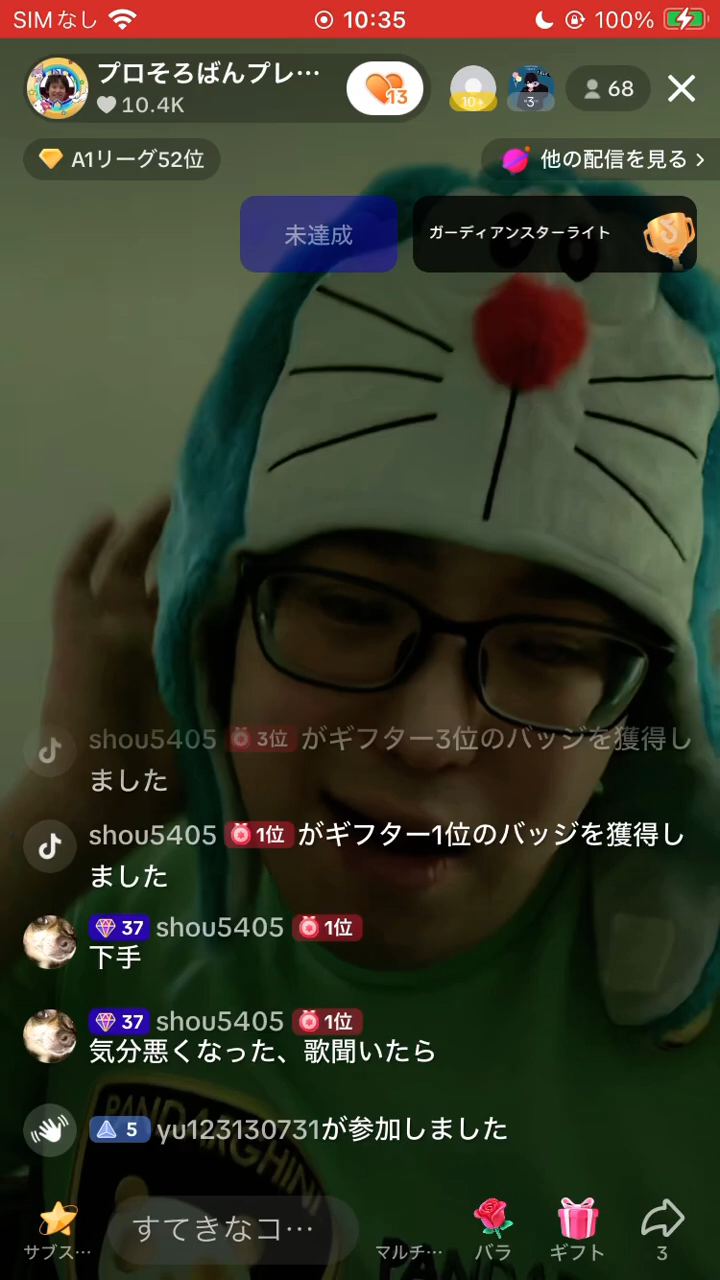 SIMなし 10:35 100%
プロそろばんプレ… 13 10+ 3 68
10.4K
A1リーグ52位 他の配信を見る
未達成 ガーディアンスターライト
shou5405 3位 がギフター3位のバッジを獲得し
ました
shou5405 1位 がギフター1位のバッジを獲得し
ました
37 shou5405 1位
下手
37 shou5405 1位
気分悪くなった、歌聞いたら
PANDARGHINI
5 yu123130731が参加しました
すてきなコ…
サブス… マルチ… バラ ギフト 3